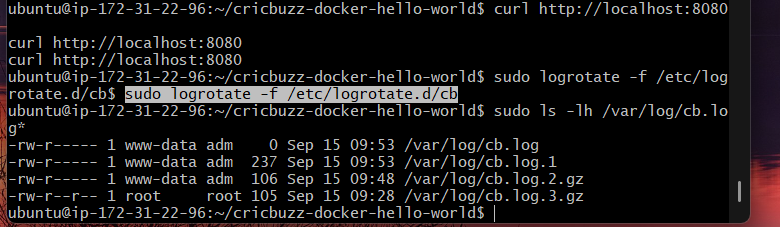 ubuntu@ip-172-31-22-96:~/cricbuzz-docker-hello-world$ curl http://localhost:8080
curl http://localhost:8080
curl http://localhost:8080
ubuntu@ip-172-31-22-96:~/cricbuzz-docker-hello-world$ sudo logrotate -f /etc/log
rotate.d/cb$ sudo logrotate -f /etc/logrotate.d/cb
ubuntu@ip-172-31-22-96:~/cricbuzz-docker-hello-world$ sudo ls -lh /var/log/cb.lo
g*
-rw-r----- 1 www-data adm    0 Sep 15 09:53 /var/log/cb.log
-rw-r----- 1 www-data adm  237 Sep 15 09:53 /var/log/cb.log.1
-rw-r----- 1 www-data adm  106 Sep 15 09:48 /var/log/cb.log.2.gz
-rw-r--r-- 1 root     root 105 Sep 15 09:28 /var/log/cb.log.3.gz
ubuntu@ip-172-31-22-96:~/cricbuzz-docker-hello-world$